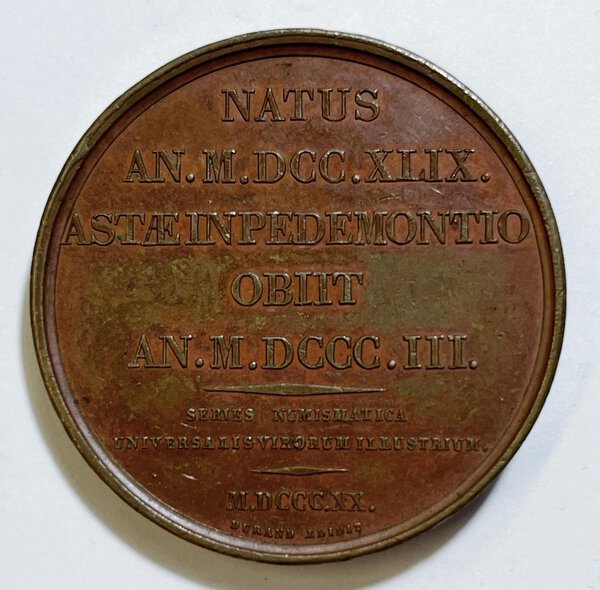 NATUS
AN. M. DCC. XLIX.
ASTÆ IN PEDEMONTIO
OBIIT
AN. M. DCCC. III.
SERIES NUMISMATICA
UNIVERSALIS VIRORUM ILLUSTRIUM.
M.DCCC.XX.
DURAND EDIDIT